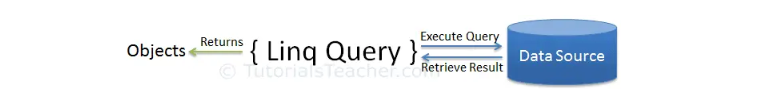 Execute Query
Objects Returns { Linq Query } Data Source
Retrieve Result
© TutorialsTeacher.com